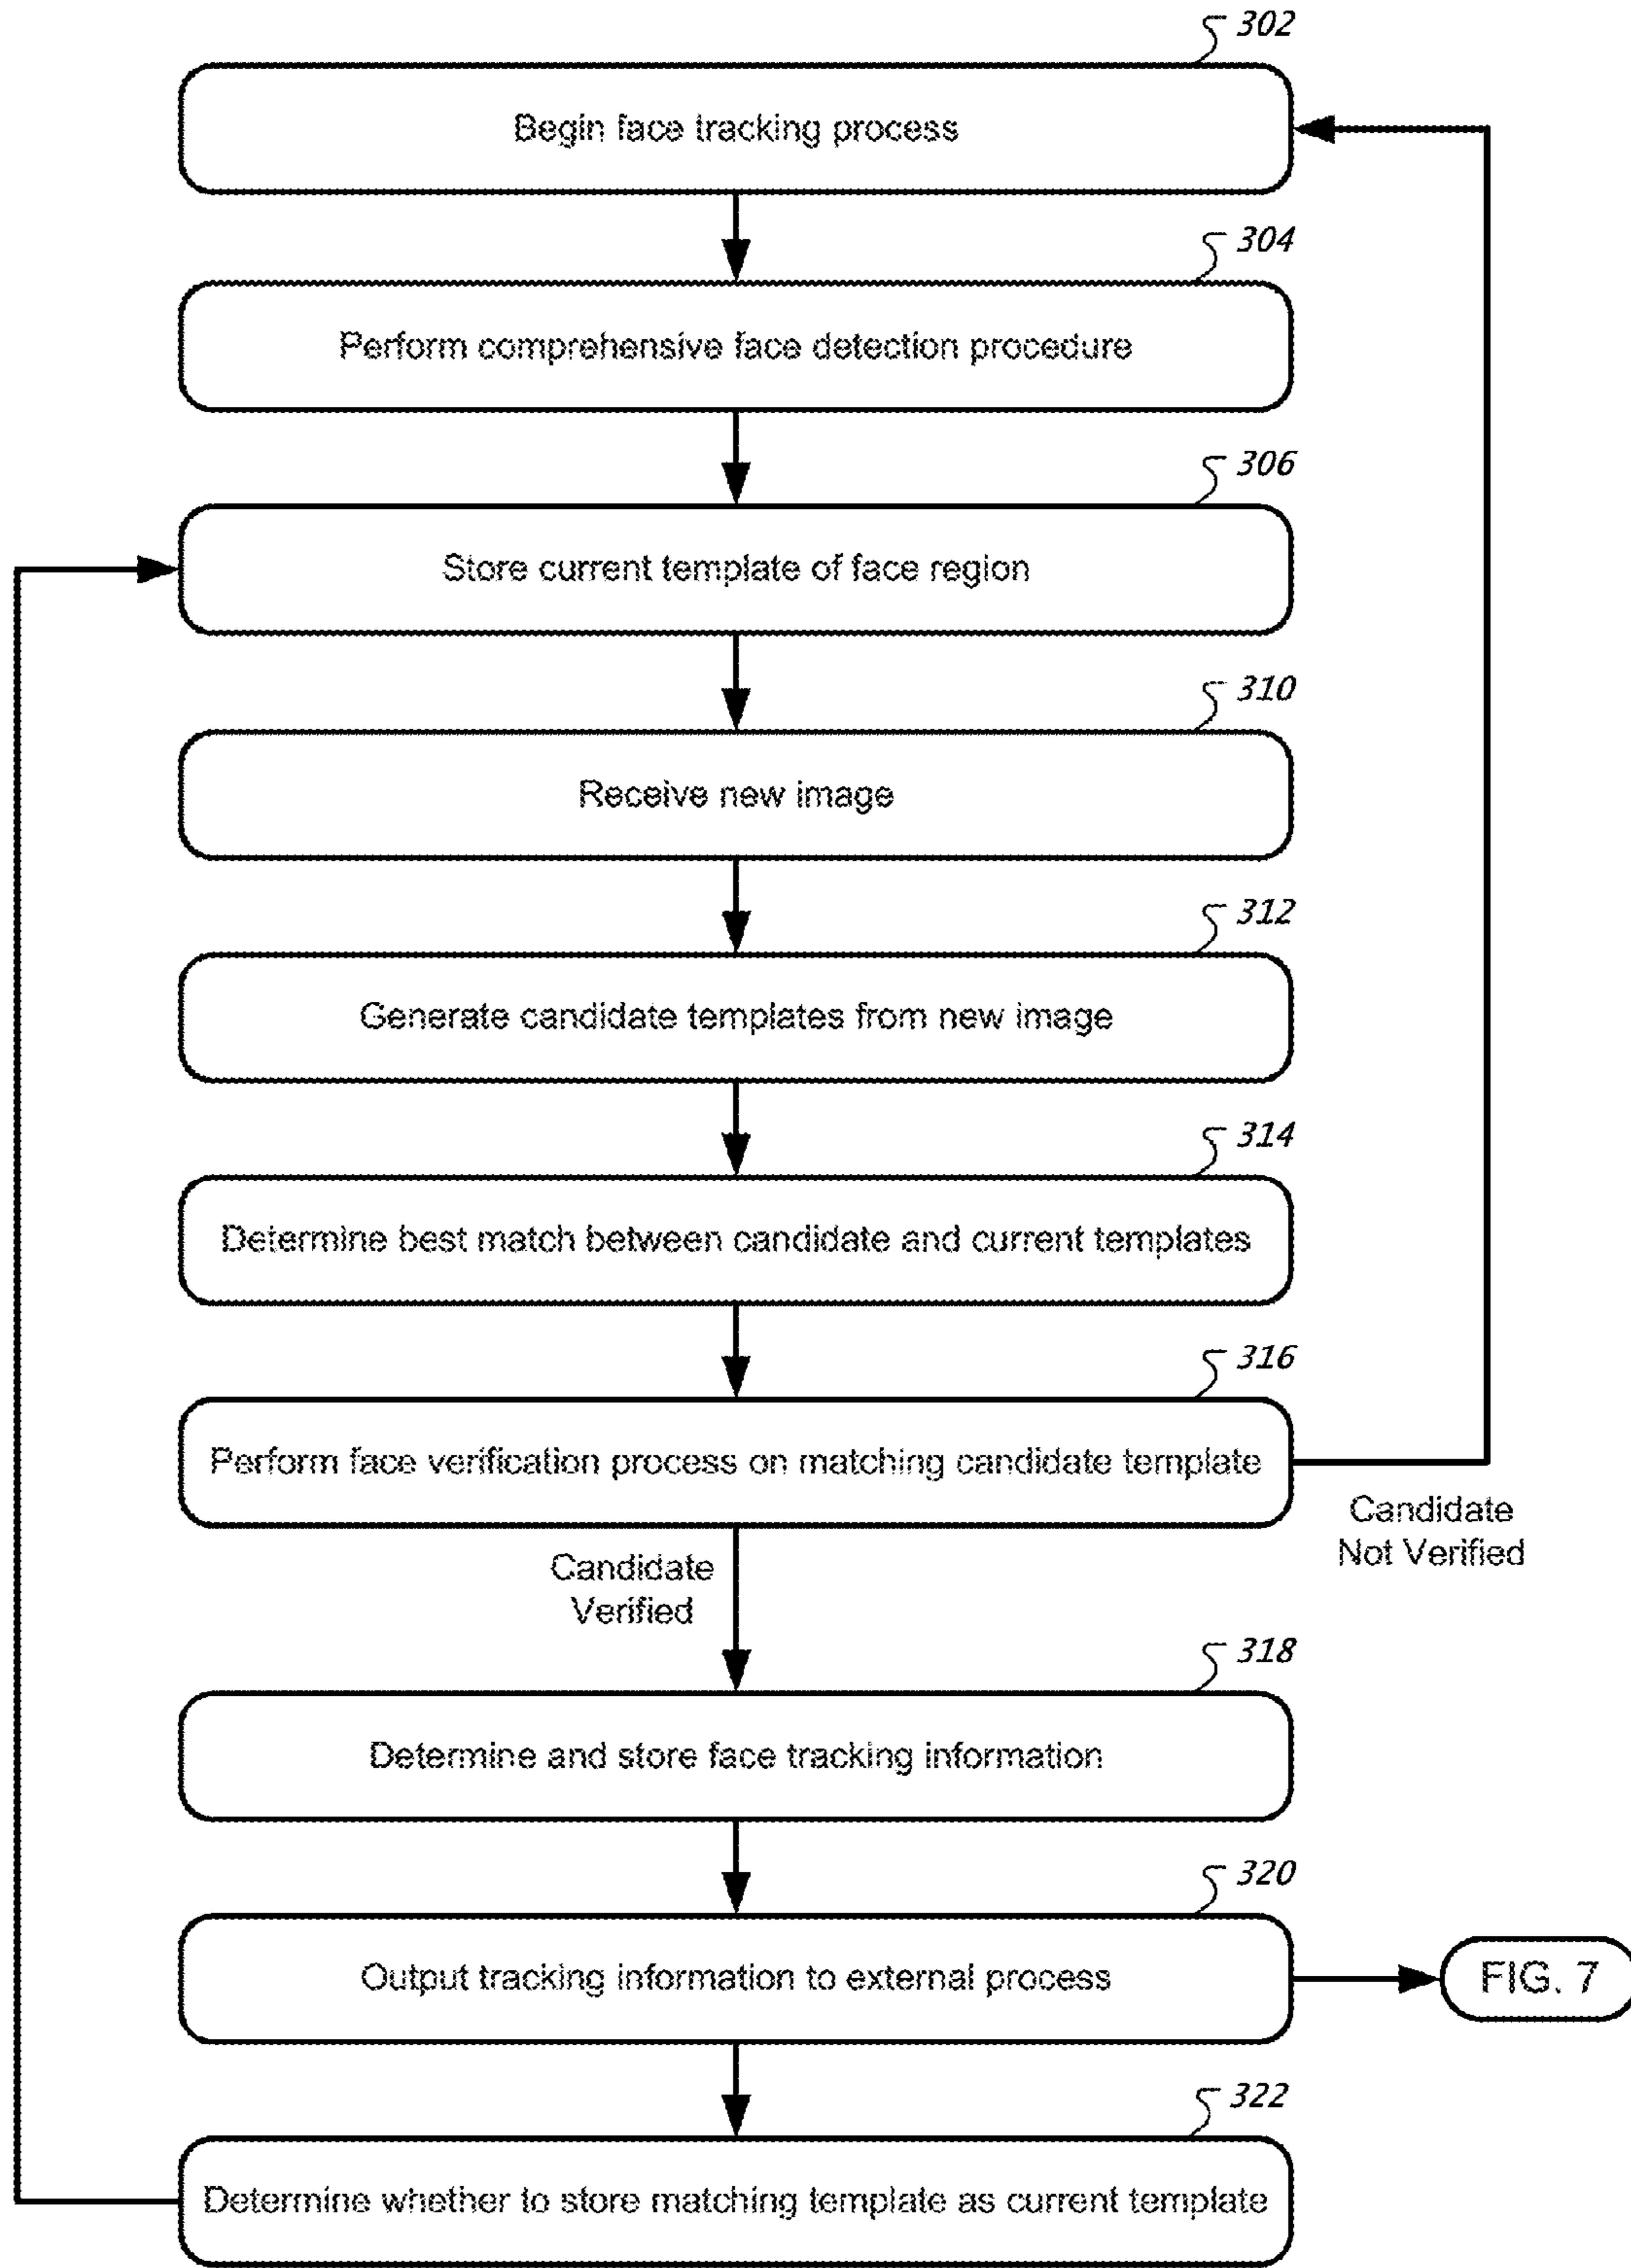 302
Begin face tracking process
304
Perform comprehensive face detection procedure
306
Store current template of face region
310
Receive new image
312
Generate candidate templates from new image
314
Determine best match between candidate and current templates
316
Perform face verification process on matching candidate template
Candidate
Not Verified
Candidate
Verified
318
Determine and store face tracking information
320
Output tracking information to external process
FIG. 7
322
Determine whether to store matching template as current template